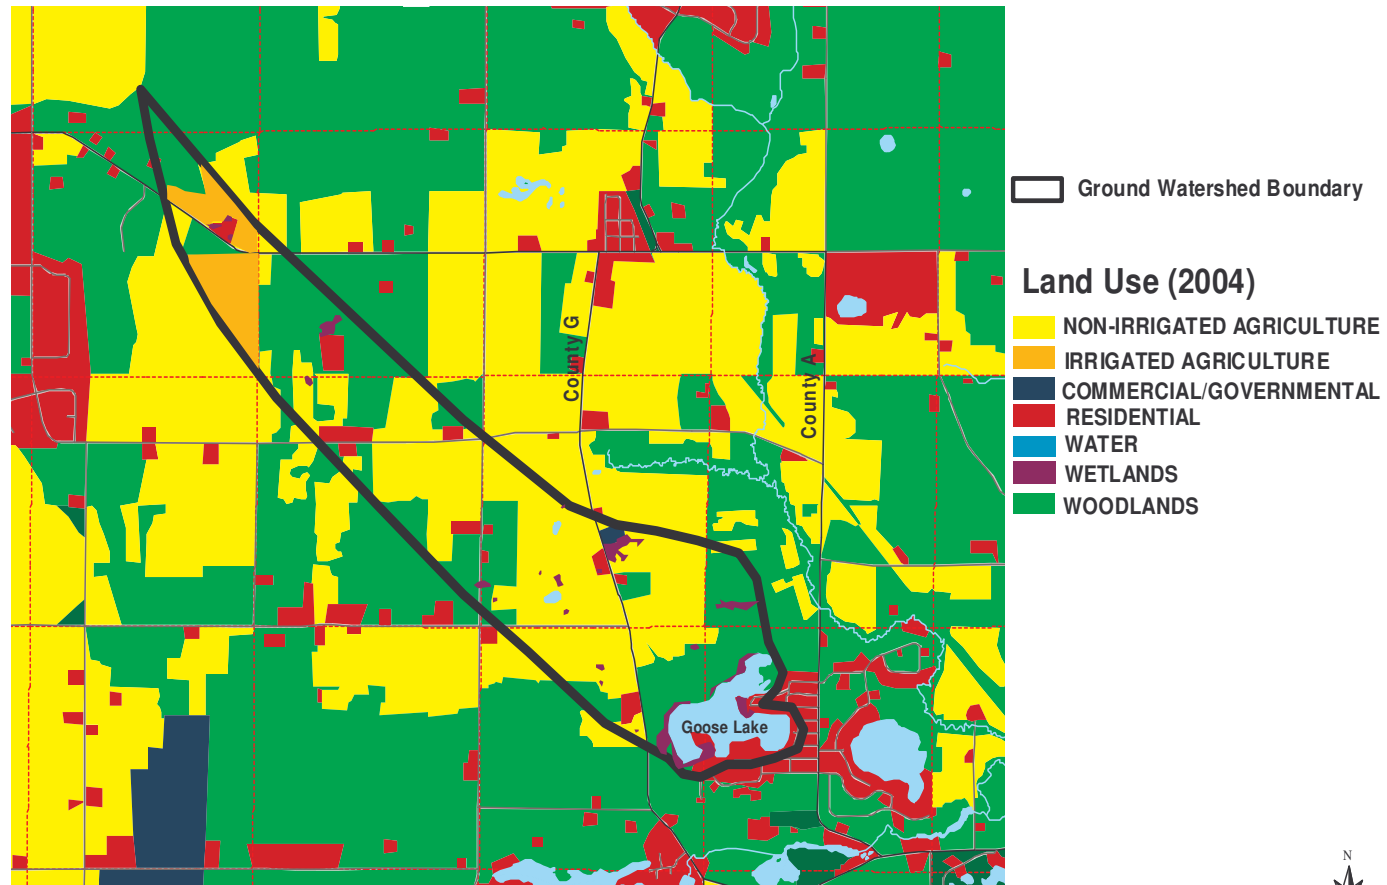 Ground Watershed Boundary
Land Use (2004)
NON-IRRIGATED AGRICULTURE
IRRIGATED AGRICULTURE
COMMERCIAL/GOVERNMENTAL
RESIDENTIAL
WATER
WETLANDS
WOODLANDS
County G
County A
Goose Lake
N